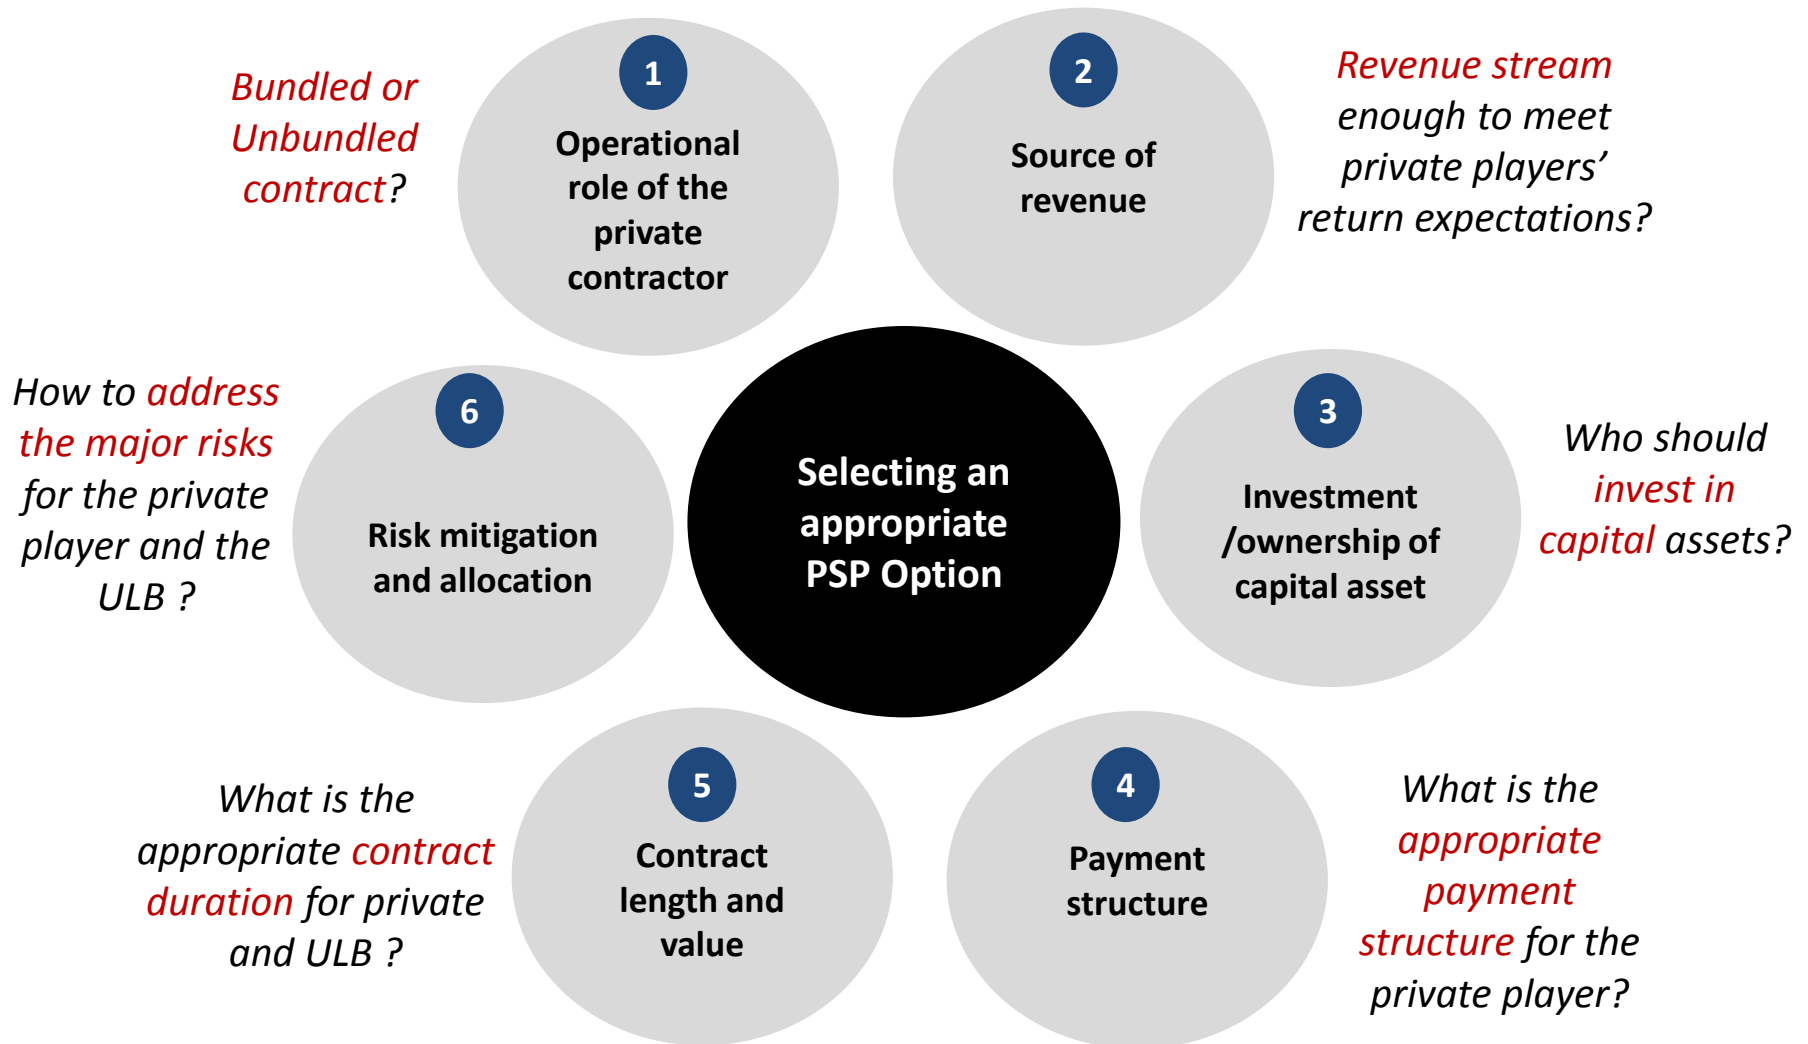 Bundled or
Unbundled
contract?
1
Operational
role of the
private
contractor
2
Source of
revenue
Revenue stream
enough to meet
private players’
return expectations?
How to address
the major risks
for the private
player and the
ULB ?
6
Risk mitigation
and allocation
Selecting an
appropriate
PSP Option
3
Investment
/ownership of
capital asset
Who should
invest in
capital assets?
What is the
appropriate contract
duration for private
and ULB ?
5
Contract
length and
value
4
Payment
structure
What is the
appropriate
payment
structure for the
private player?